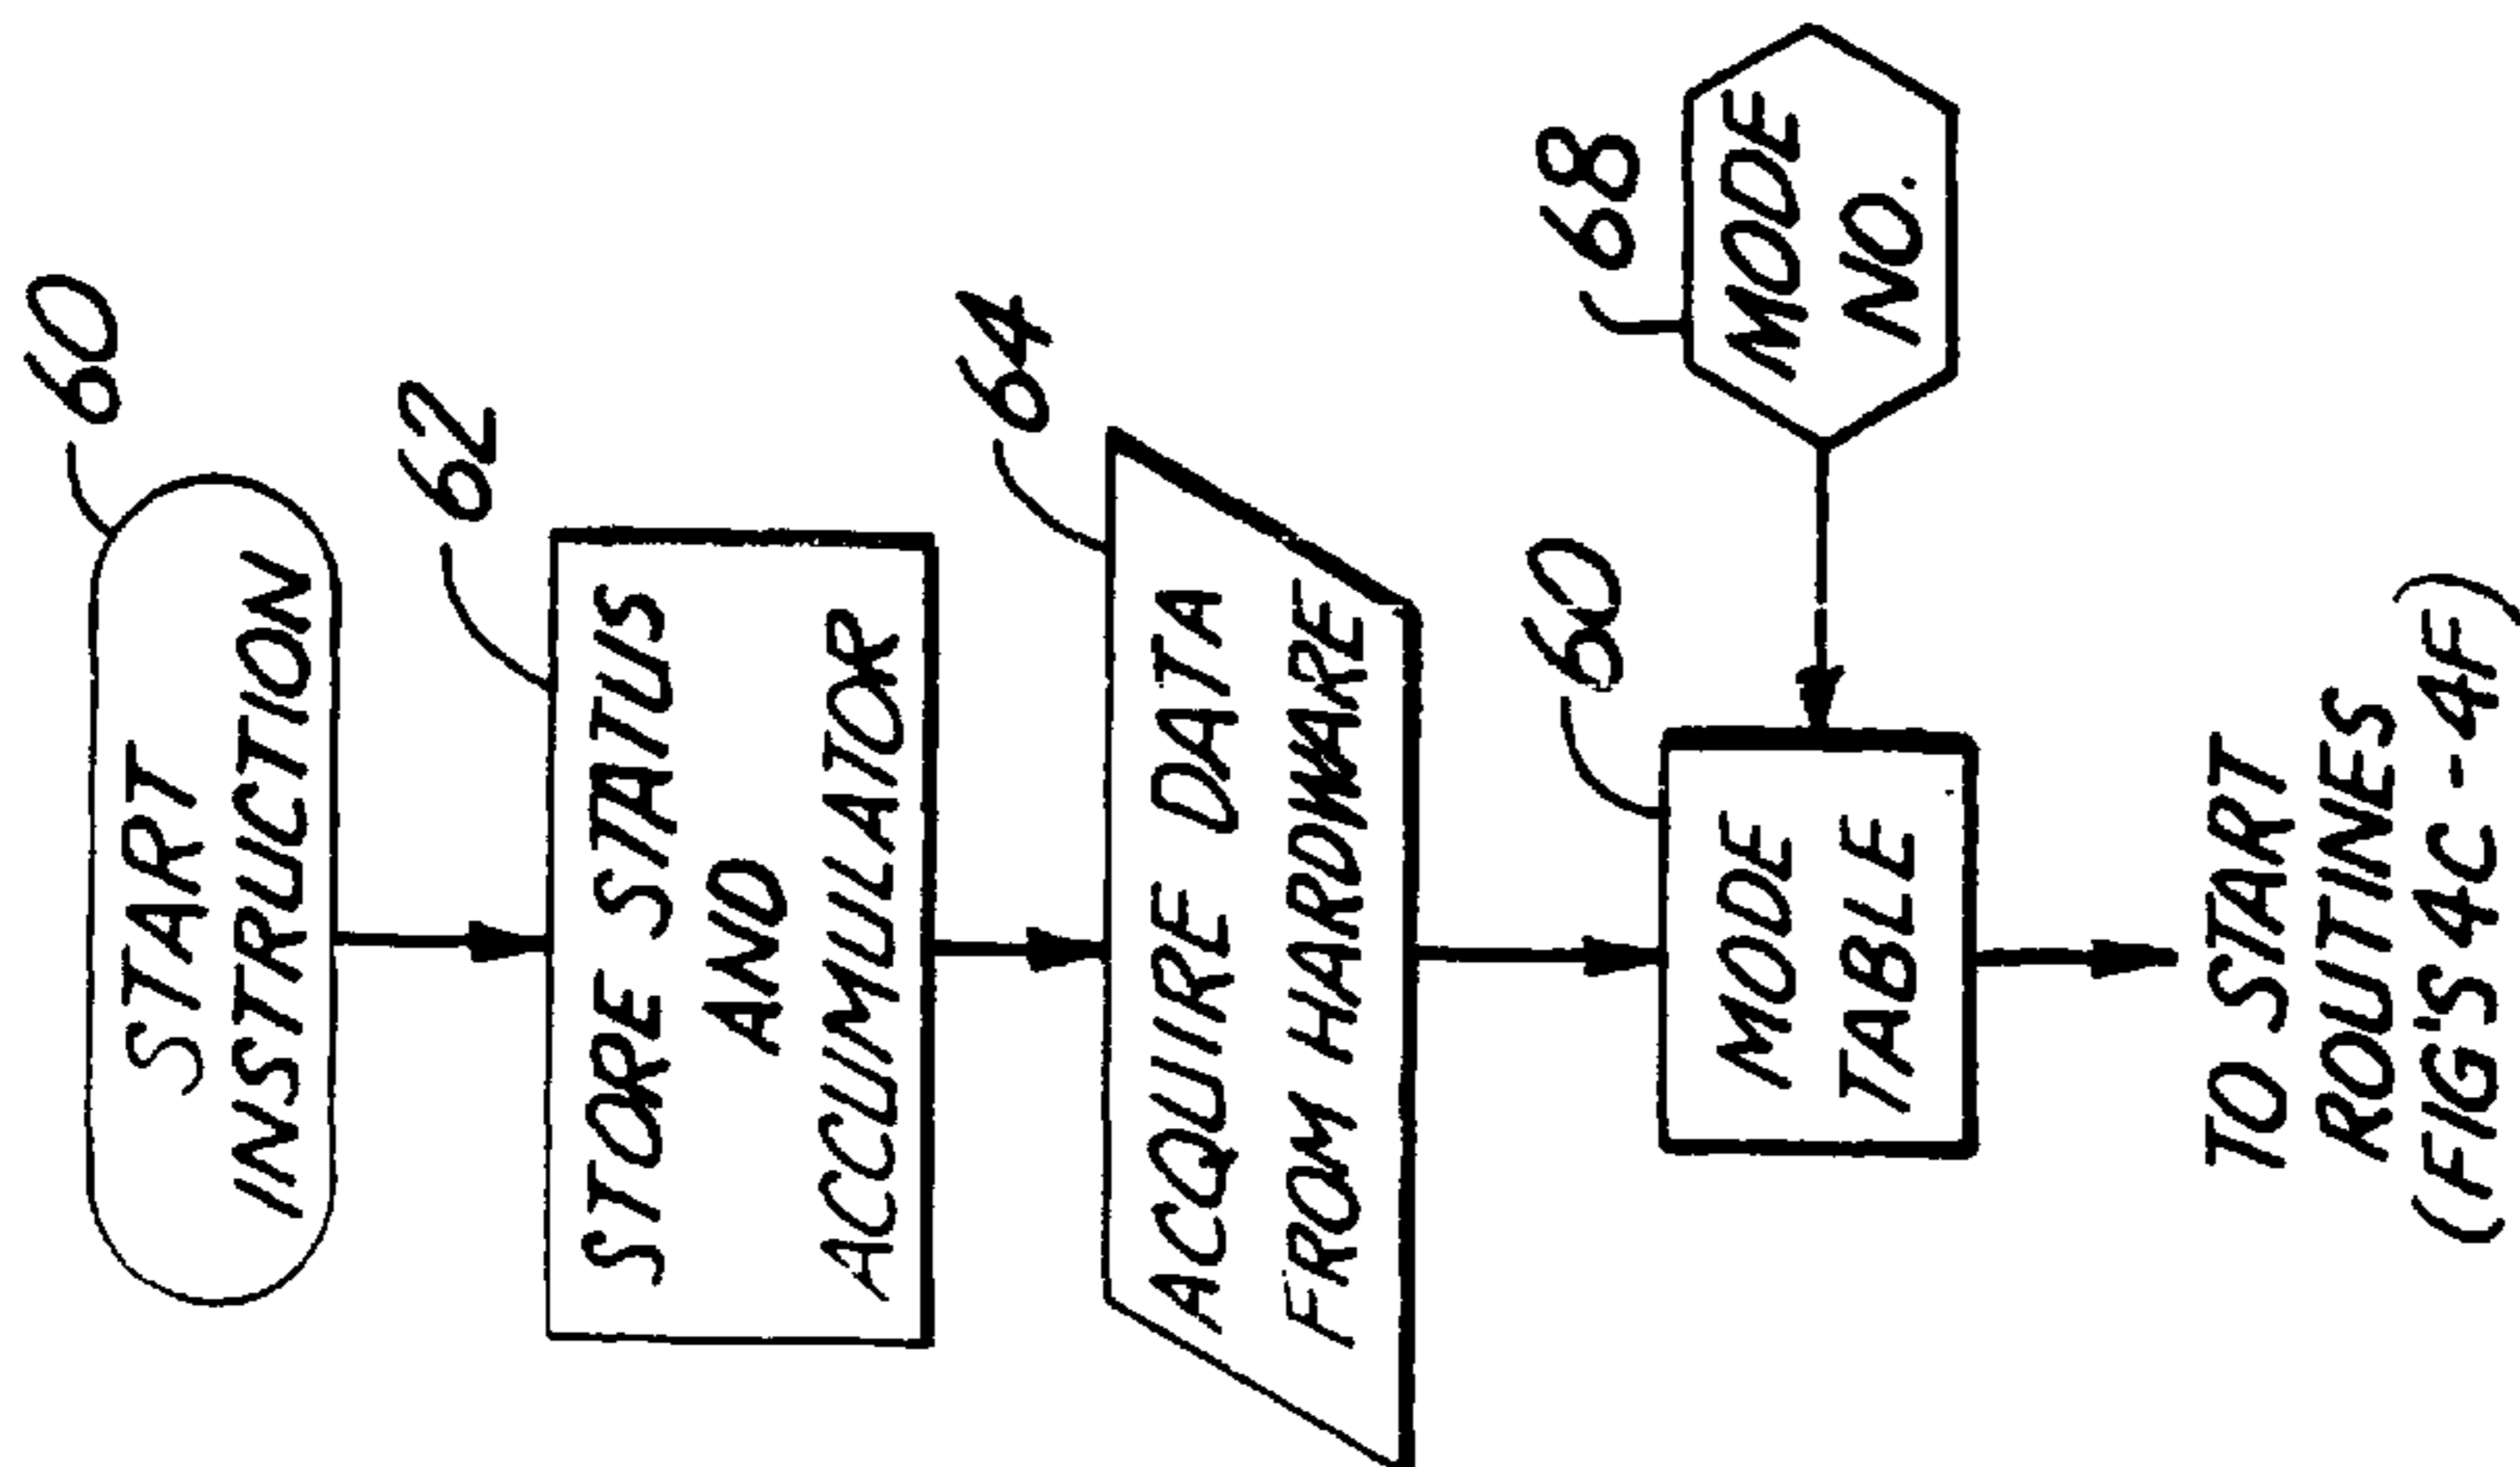 60
START
INSTRUCTION
62
STORE STATUS
AND
ACCUMULATOR
64
ACQUIRE DATA
FROM HARDWARE
68
MODE
NO.
60
MODE
TABLE
TO START
ROUTINES
(FIG'S 4C -4F)